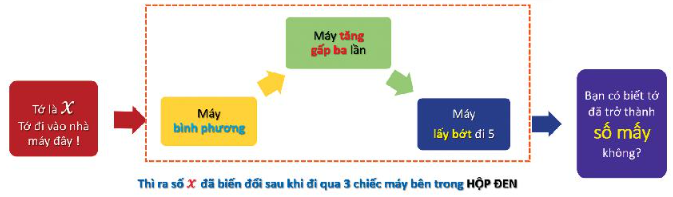 Tớ là x
Tớ đi vào nhà
máy đây !
Máy
bình phương
Máy tăng
gấp ba lần
Máy
lấy bớt đi 5
Bạn có biết tớ
đã trở thành
số mấy
không?
Thì ra số x đã biến đổi sau khi đi qua 3 chiếc máy bên trong HỘP ĐEN